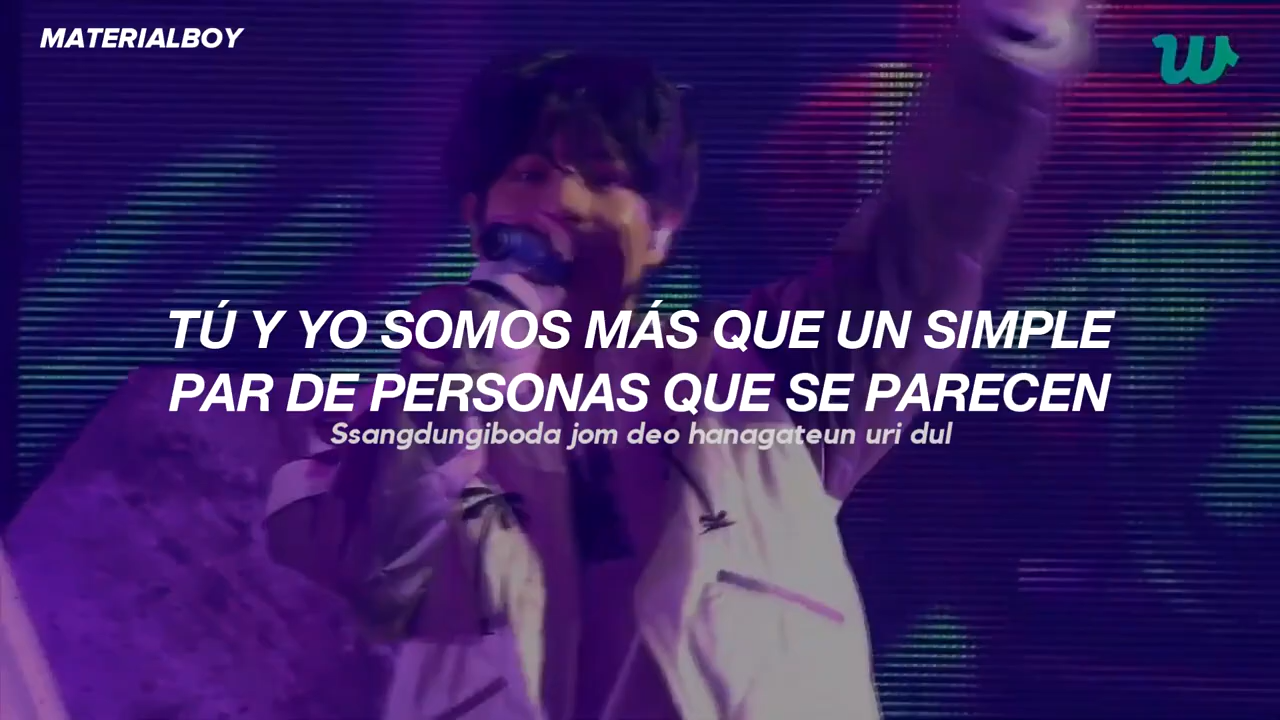 MATERIALBOY
W
TÚ Y YO SOMOS MÁS QUE UN SIMPLE
PAR DE PERSONAS QUE SE PARECEN
Ssangdungiboda jom deo hanagateun uri dul